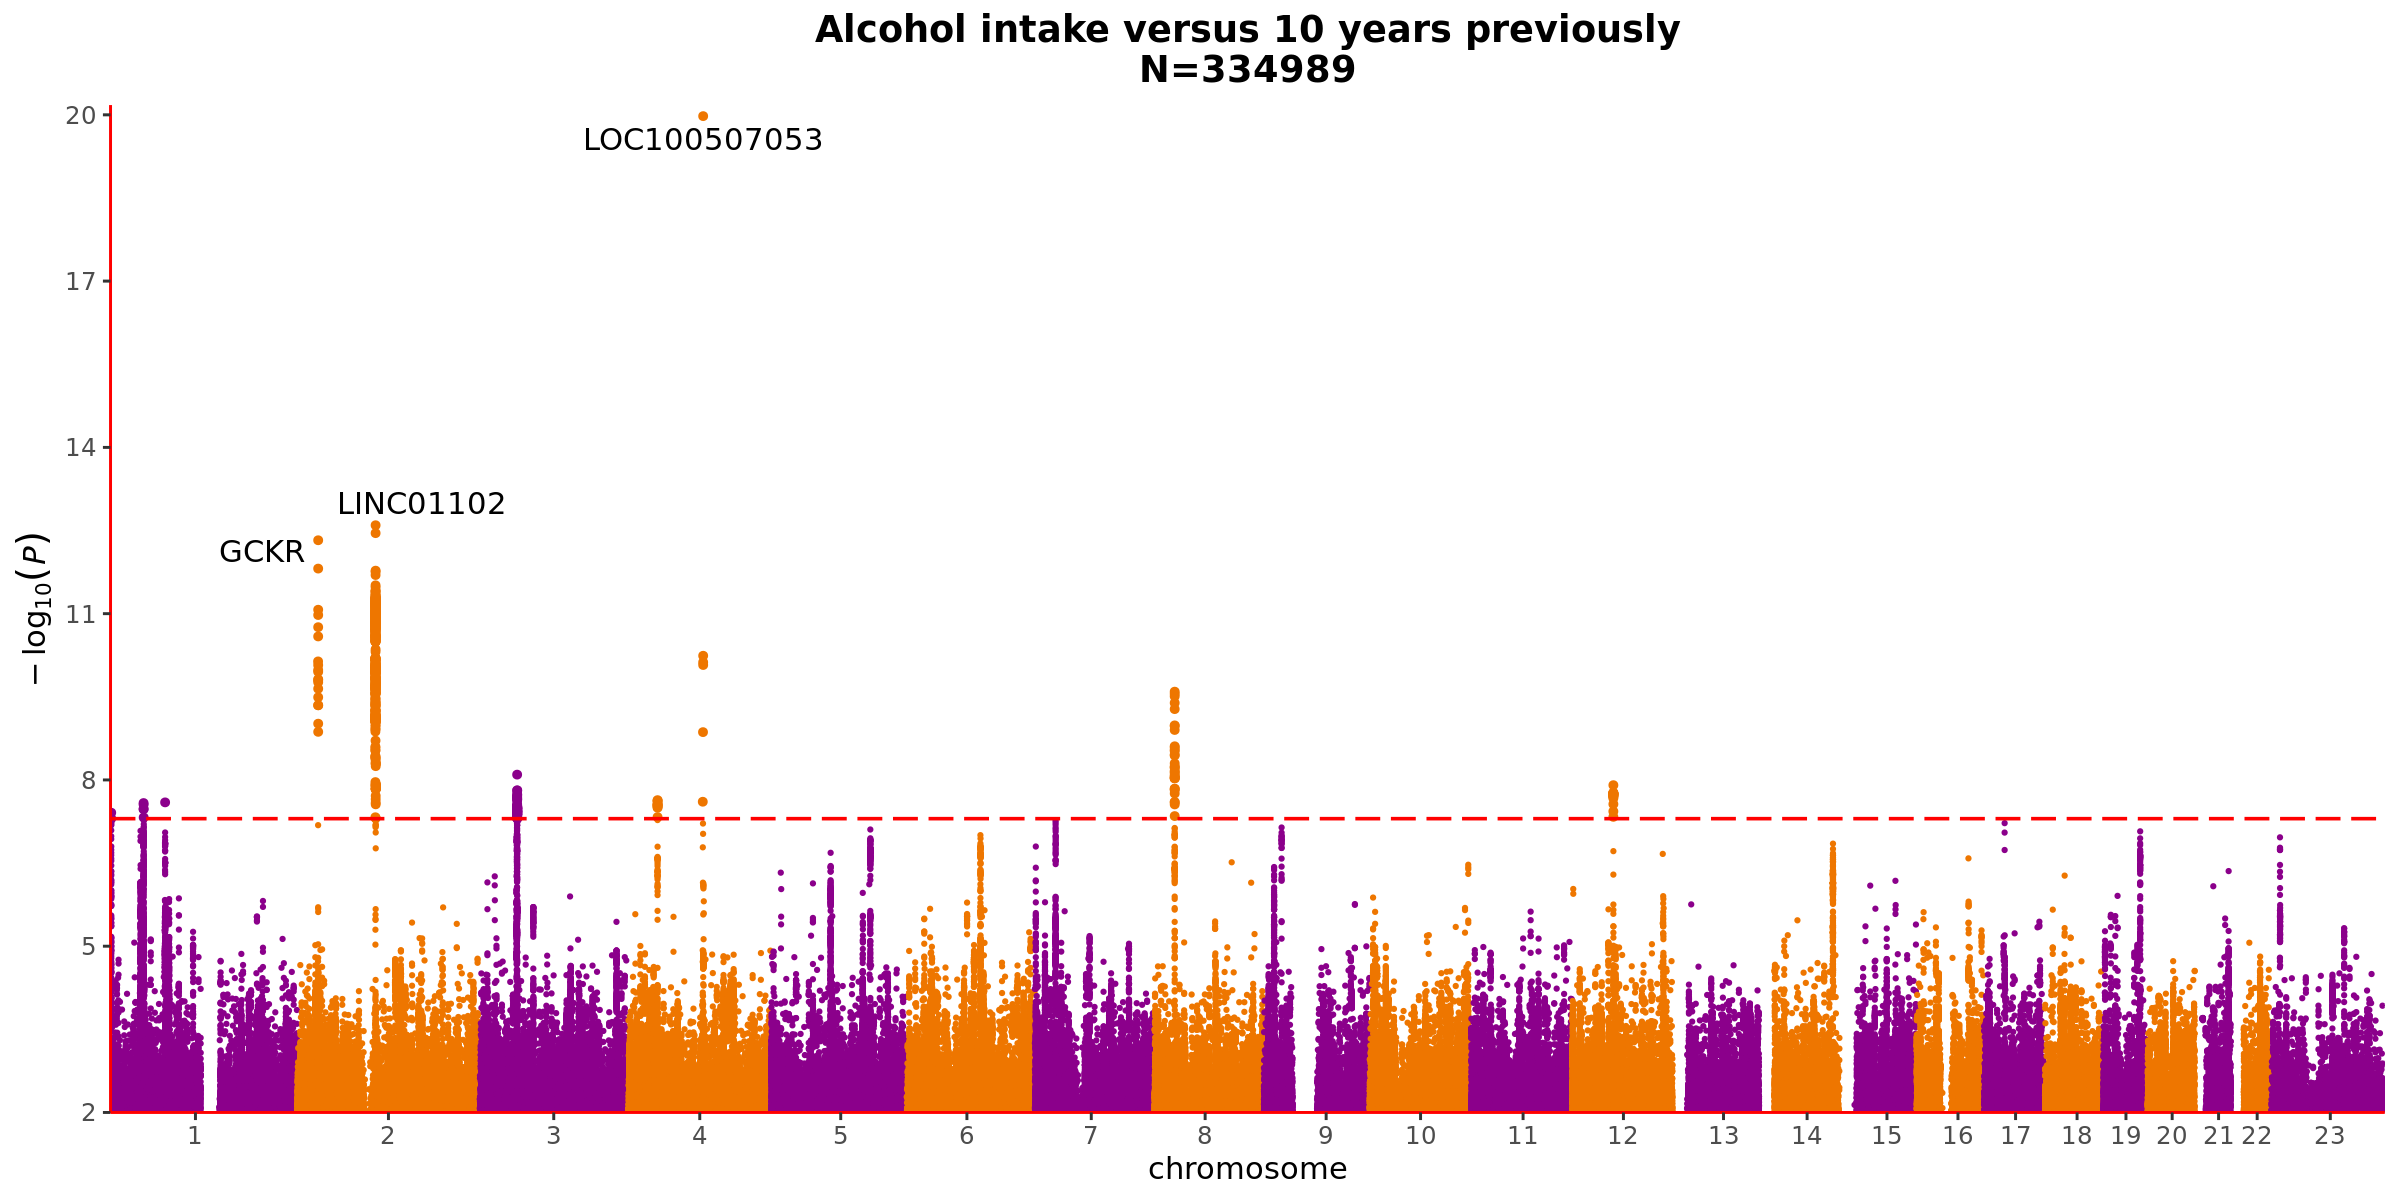 Alcohol intake versus 10 years previously
N=334989
20
LOC100507053
17
14
LINC01102
GCKR
−log₁₀(P)
11
8
5
2
1 2 3 4 5 6 7 8 9 10 11 12 13 14 15 16 17 18 19 20 21 22 23
chromosome